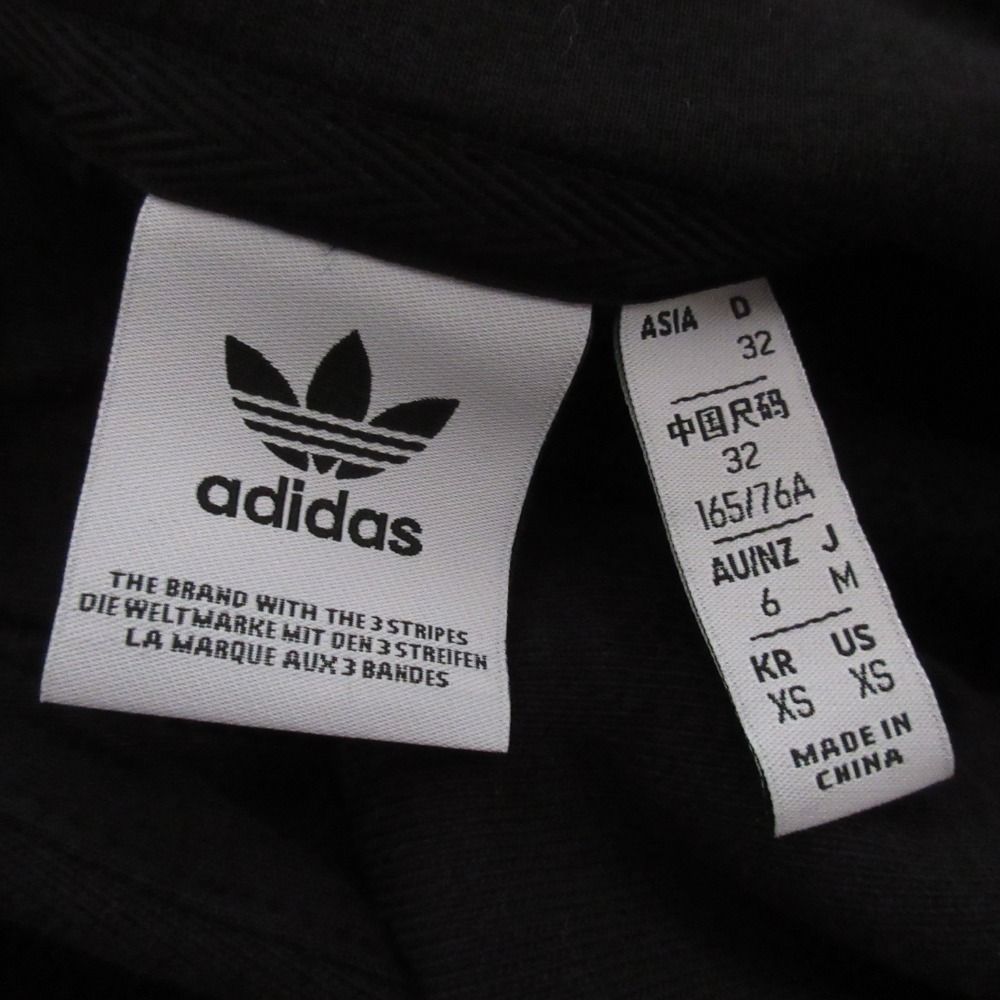 adidas
THE BRAND WITH THE 3 STRIPES
DIE WELTMARKE MIT DEN 3 STREIFEN
LA MARQUE AUX 3 BANDES
ASIA D
32
中国尺码
32
165/76A
AU/NZ J
6 M
KR US
XS XS
MADE IN
CHINA